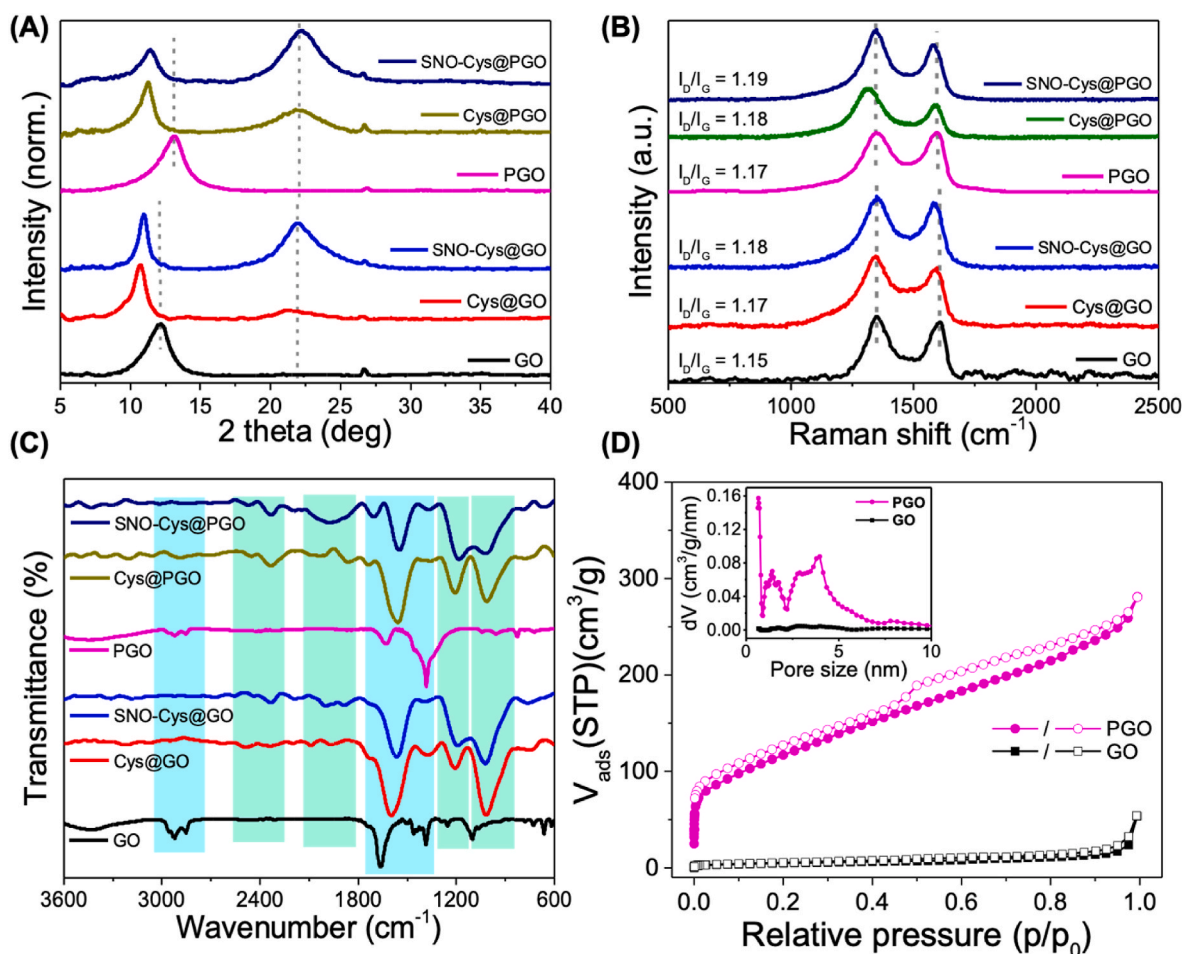 (A)
Intensity (norm.)
SNO-Cys@PGO
Cys@PGO
PGO
SNO-Cys@GO
Cys@GO
GO
5 10 15 20 25 30 35 40
2 theta (deg)
(B)
Intensity (a.u.)
I_D/I_G = 1.19
SNO-Cys@PGO
I_D/I_G = 1.18
Cys@PGO
I_D/I_G = 1.17
PGO
I_D/I_G = 1.18
SNO-Cys@GO
I_D/I_G = 1.17
Cys@GO
I_D/I_G = 1.15
GO
500 1000 1500 2000 2500
Raman shift (cm⁻¹)
(C)
Transmittance (%)
SNO-Cys@PGO
Cys@PGO
PGO
SNO-Cys@GO
Cys@GO
GO
3600 3000 2400 1800 1200 600
Wavenumber (cm⁻¹)
(D)
V_ads(STP)(cm³/g)
400
300
200
100
0
dV (cm³/g/nm)
0.16
0.12
0.08
0.04
0.00
PGO
GO
0 2 4 6 8 10
Pore size (nm)
/ PGO
/ GO
0.0 0.2 0.4 0.6 0.8 1.0
Relative pressure (p/p₀)